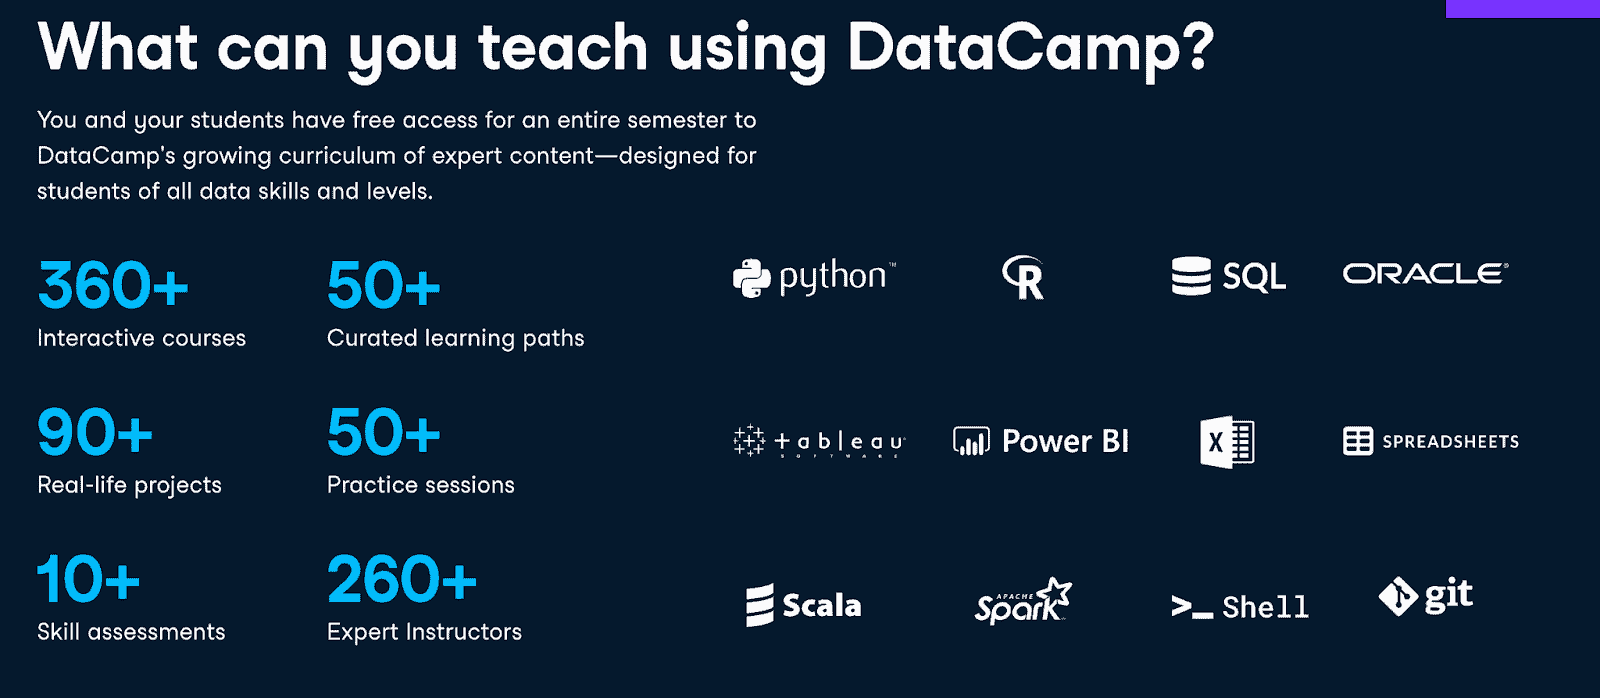 What can you teach using DataCamp?
You and your students have free access for an entire semester to
DataCamp's growing curriculum of expert content—designed for
students of all data skills and levels.
360+
Interactive courses
50+
Curated learning paths
90+
Real-life projects
50+
Practice sessions
10+
Skill assessments
260+
Expert Instructors
python™
R
SQL
ORACLE®
tableau
SOFTWARE
Power BI
X
SPREADSHEETS
Scala
APACHE
Spark
>_ Shell
git